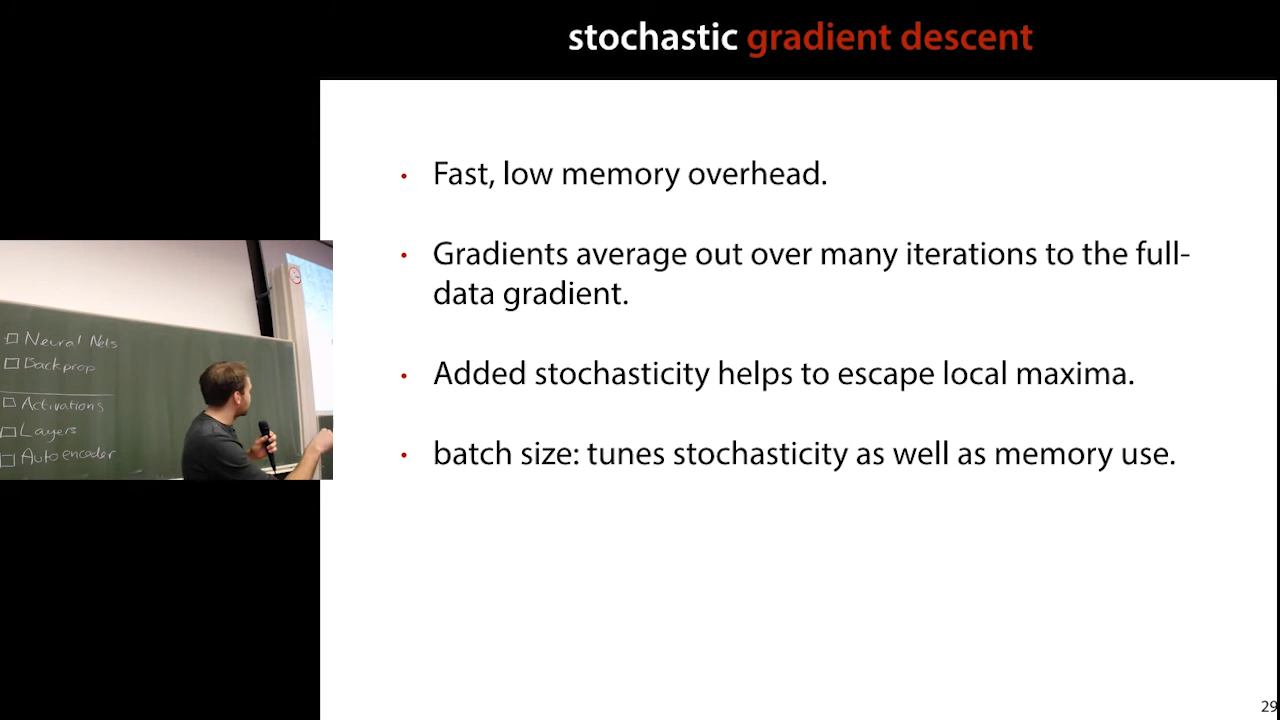 stochastic gradient descent
• Fast, low memory overhead.
• Gradients average out over many iterations to the full-
data gradient.
• Added stochasticity helps to escape local maxima.
• batch size: tunes stochasticity as well as memory use.
Neural Nets
Backprop
Activations
Layers
Autoencoder
29